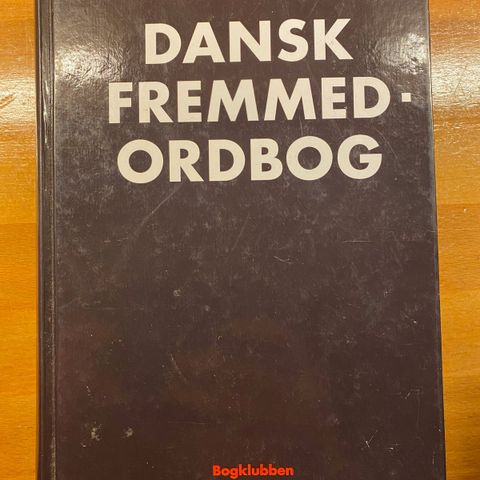 DANSK
FREMMED·
ORDBOG
Bogklubben